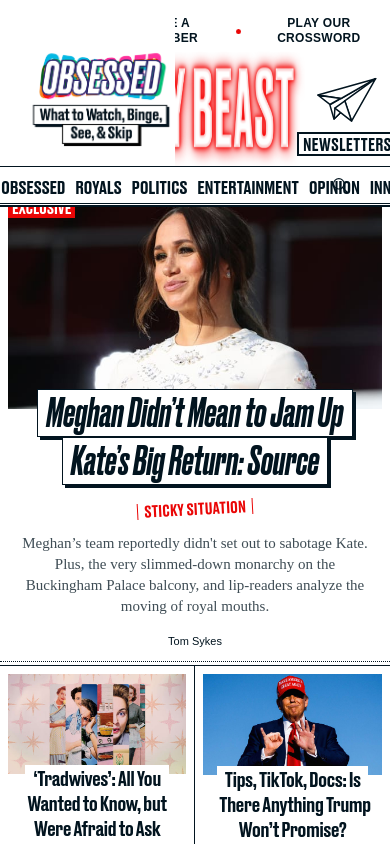 E A
BER
PLAY OUR
CROSSWORD
OBSESSED
What to Watch, Binge,
See, & Skip
Y BEAST
NEWSLETTERS
OBSESSED ROYALS POLITICS ENTERTAINMENT OPINION INN
EXCLUSIVE
Meghan Didn’t Mean to Jam Up
Kate’s Big Return: Source
STICKY SITUATION
Meghan’s team reportedly didn't set out to sabotage Kate.
Plus, the very slimmed-down monarchy on the
Buckingham Palace balcony, and lip-readers analyze the
moving of royal mouths.
Tom Sykes
‘Tradwives’: All You
Wanted to Know, but
Were Afraid to Ask
Tips, TikTok, Docs: Is
There Anything Trump
Won’t Promise?